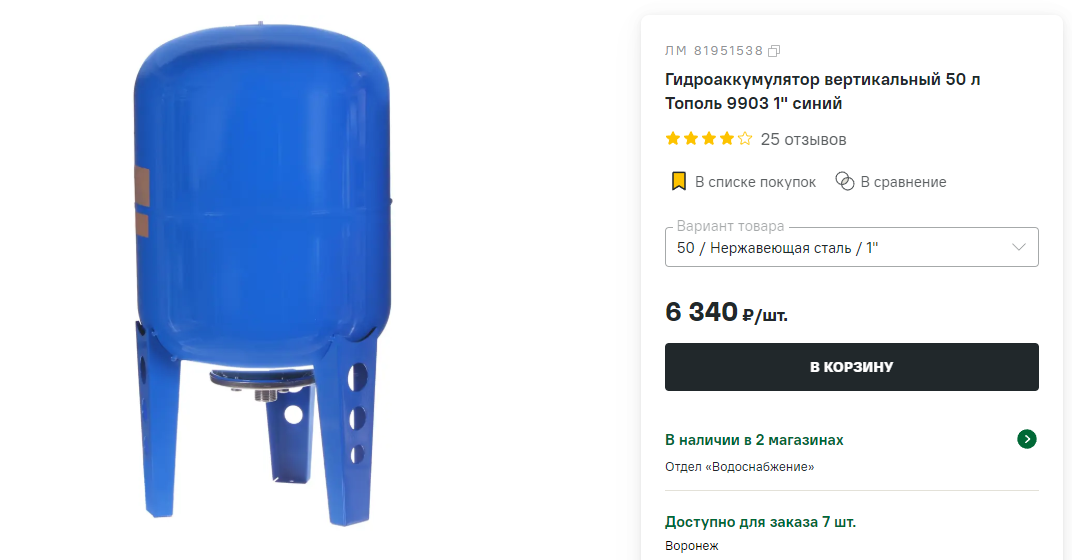 ЛМ 81951538
Гидроаккумулятор вертикальный 50 л
Тополь 9903 1" синий
25 отзывов
В списке покупок В сравнение
Вариант товара
50 / Нержавеющая сталь / 1"
6 340 ₽/шт.
В КОРЗИНУ
В наличии в 2 магазинах
Отдел «Водоснабжение»
Доступно для заказа 7 шт.
Воронеж